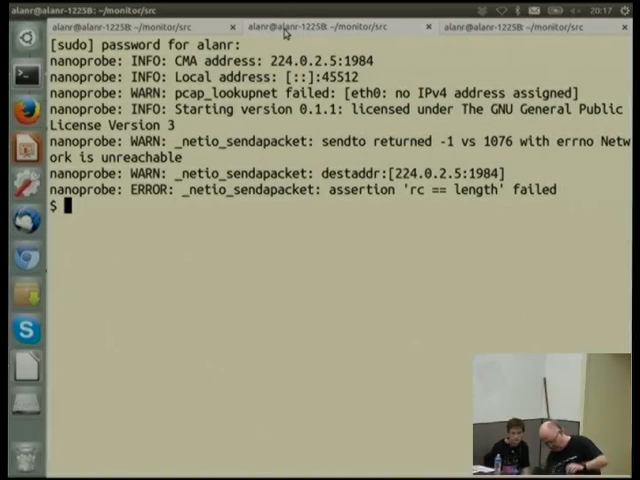 alanr@alanr-1225B: ~/monitor/src
20:17
alanr@alanr-1225B: ~/monitor/src
alanr@alanr-1225B: ~/monitor/src
alanr@alanr-1225B: ~/monitor/src
[sudo] password for alanr:
nanoprobe: INFO: CMA address: 224.0.2.5:1984
nanoprobe: INFO: Local address: [::]:45512
nanoprobe: WARN: pcap_lookupnet failed: [eth0: no IPv4 address assigned]
nanoprobe: INFO: Starting version 0.1.1: licensed under The GNU General Public
License Version 3
nanoprobe: WARN: _netio_sendapacket: sendto returned -1 vs 1076 with errno Netw
ork is unreachable
nanoprobe: WARN: _netio_sendapacket: destaddr:[224.0.2.5:1984]
nanoprobe: ERROR: _netio_sendapacket: assertion 'rc == length' failed
$